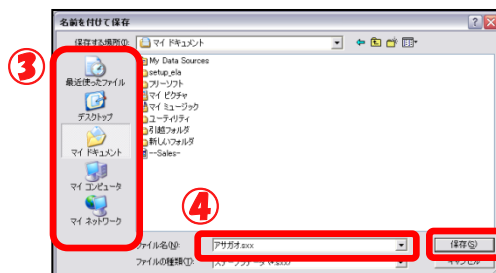 名前を付けて保存
保存する場所(I):
マイ ドキュメント
③
最近使ったファイル
デスクトップ
マイ ドキュメント
マイ コンピュータ
マイ ネットワーク
My Data Sources
setup_ela
フリーソフト
マイ ピクチャ
マイ ミュージック
ユーティリティ
引越フォルダ
新しいフォルダ
--Sales-
④
ファイル名(N):
アサガオ.sxx
保存(S)
ファイルの種類(T):
キャンセル